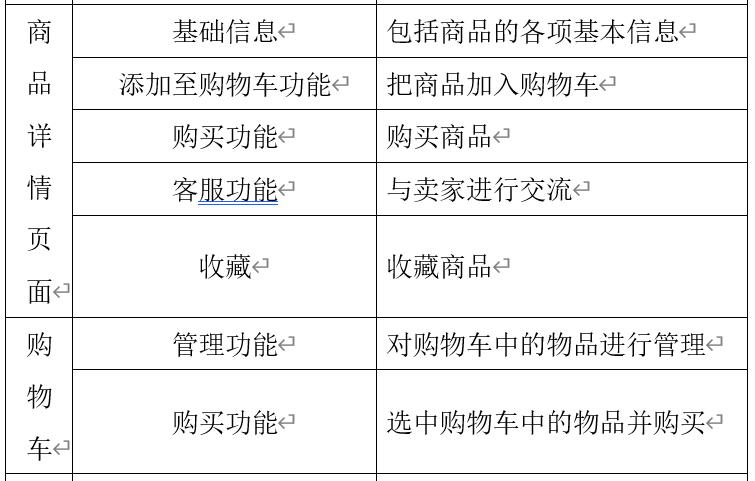 商品详情页面
基础信息
包括商品的各项基本信息
添加至购物车功能
把商品加入购物车
购买功能
购买商品
客服功能
与卖家进行交流
收藏
收藏商品
购物车
管理功能
对购物车中的物品进行管理
购买功能
选中购物车中的物品并购买